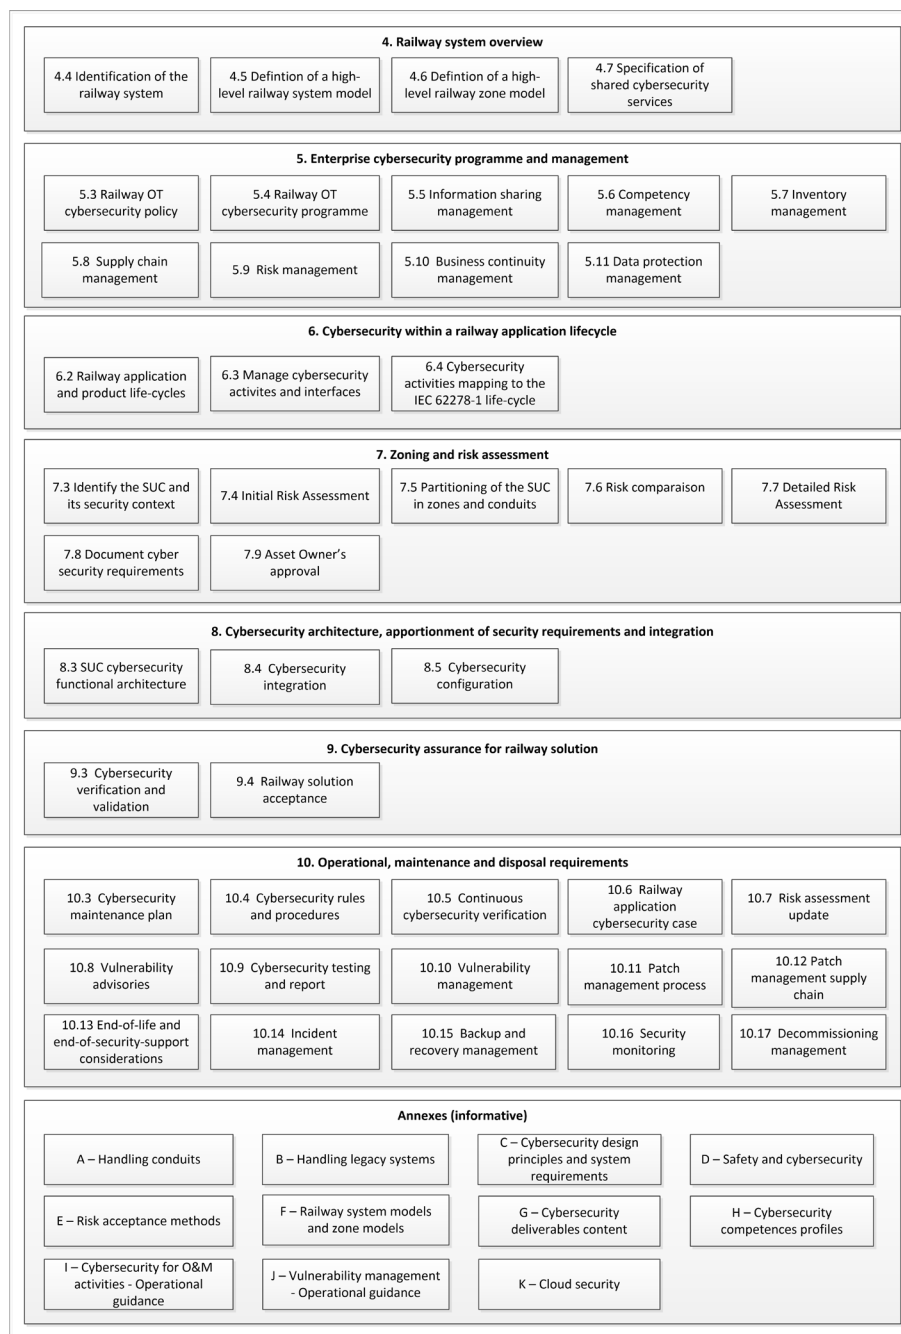 4. Railway system overview
4.4 Identification of the
railway system
4.5 Defintion of a high-
level railway system model
4.6 Defintion of a high-
level railway zone model
4.7 Specification of
shared cybersecurity
services
5. Enterprise cybersecurity programme and management
5.3 Railway OT
cybersecurity policy
5.4 Railway OT
cybersecurity programme
5.5 Information sharing
management
5.6 Competency
management
5.7 Inventory
management
5.8 Supply chain
management
5.9 Risk management
5.10 Business continuity
management
5.11 Data protection
management
6. Cybersecurity within a railway application lifecycle
6.2 Railway application
and product life-cycles
6.3 Manage cybersecurity
activites and interfaces
6.4 Cybersecurity
activities mapping to the
IEC 62278-1 life-cycle
7. Zoning and risk assessment
7.3 Identify the SUC and
its security context
7.4 Initial Risk Assessment
7.5 Partitioning of the SUC
in zones and conduits
7.6 Risk comparaison
7.7 Detailed Risk
Assessment
7.8 Document cyber
security requirements
7.9 Asset Owner’s
approval
8. Cybersecurity architecture, apportionment of security requirements and integration
8.3 SUC cybersecurity
functional architecture
8.4 Cybersecurity
integration
8.5 Cybersecurity
configuration
9. Cybersecurity assurance for railway solution
9.3 Cybersecurity
verification and
validation
9.4 Railway solution
acceptance
10. Operational, maintenance and disposal requirements
10.3 Cybersecurity
maintenance plan
10.4 Cybersecurity rules
and procedures
10.5 Continuous
cybersecurity verification
10.6 Railway
application
cybersecurity case
10.7 Risk assessment
update
10.8 Vulnerability
advisories
10.9 Cybersecurity testing
and report
10.10 Vulnerability
management
10.11 Patch
management process
10.12 Patch
management supply
chain
10.13 End-of-life and
end-of-security-support
considerations
10.14 Incident
management
10.15 Backup and
recovery management
10.16 Security
monitoring
10.17 Decommissioning
management
Annexes (informative)
A – Handling conduits
B – Handling legacy systems
C – Cybersecurity design
principles and system
requirements
D – Safety and cybersecurity
E – Risk acceptance methods
F – Railway system models
and zone models
G – Cybersecurity
deliverables content
H – Cybersecurity
competences profiles
I – Cybersecurity for O&M
activities - Operational
guidance
J – Vulnerability management
- Operational guidance
K – Cloud security